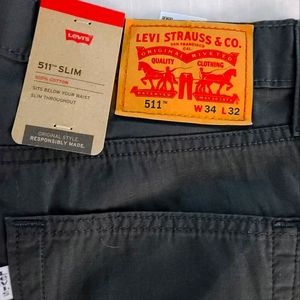 Levi's
511™ SLIM
100% COTTON
SITS BELOW YOUR WAIST
SLIM THROUGHOUT
ORIGINAL STYLE.
RESPONSIBLY MADE.
LEVI STRAUSS & CO.
SAN FRANCISCO
CAL.
ORIGINAL RIVETED
QUALITY CLOTHING
511™ W 34 L 32